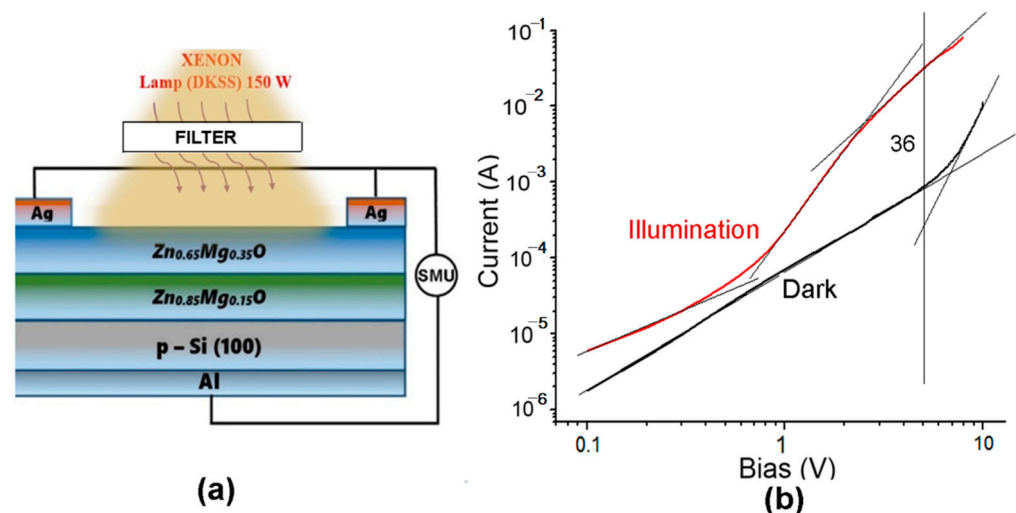 (a)
XENON
Lamp (DKSS) 150 W
FILTER
Ag
Ag
Zn0.65Mg0.35O
SMU
Zn0.85Mg0.15O
p – Si (100)
Al
(a)
(b)
10⁻¹
10⁻²
10⁻³
10⁻⁴
10⁻⁵
10⁻⁶
Current (A)
36
Illumination
Dark
0.1
1
10
Bias (V)
(b)